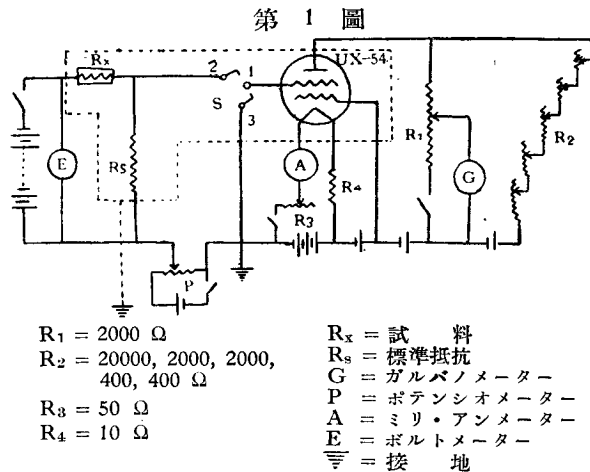 第 1 圖
Rx
2
1
UX-54
S
3
E
R5
A
R4
R1
G
R2
R3
P
R1 = 2000 Ω
R2 = 20000, 2000, 2000,
400, 400 Ω
R3 = 50 Ω
R4 = 10 Ω
Rx = 試 料
Rs = 標準抵抗
G = ガルバノメーター
P = ポテンシオメーター
A = ミリ・アンメーター
E = ボルトメーター
= 接 地